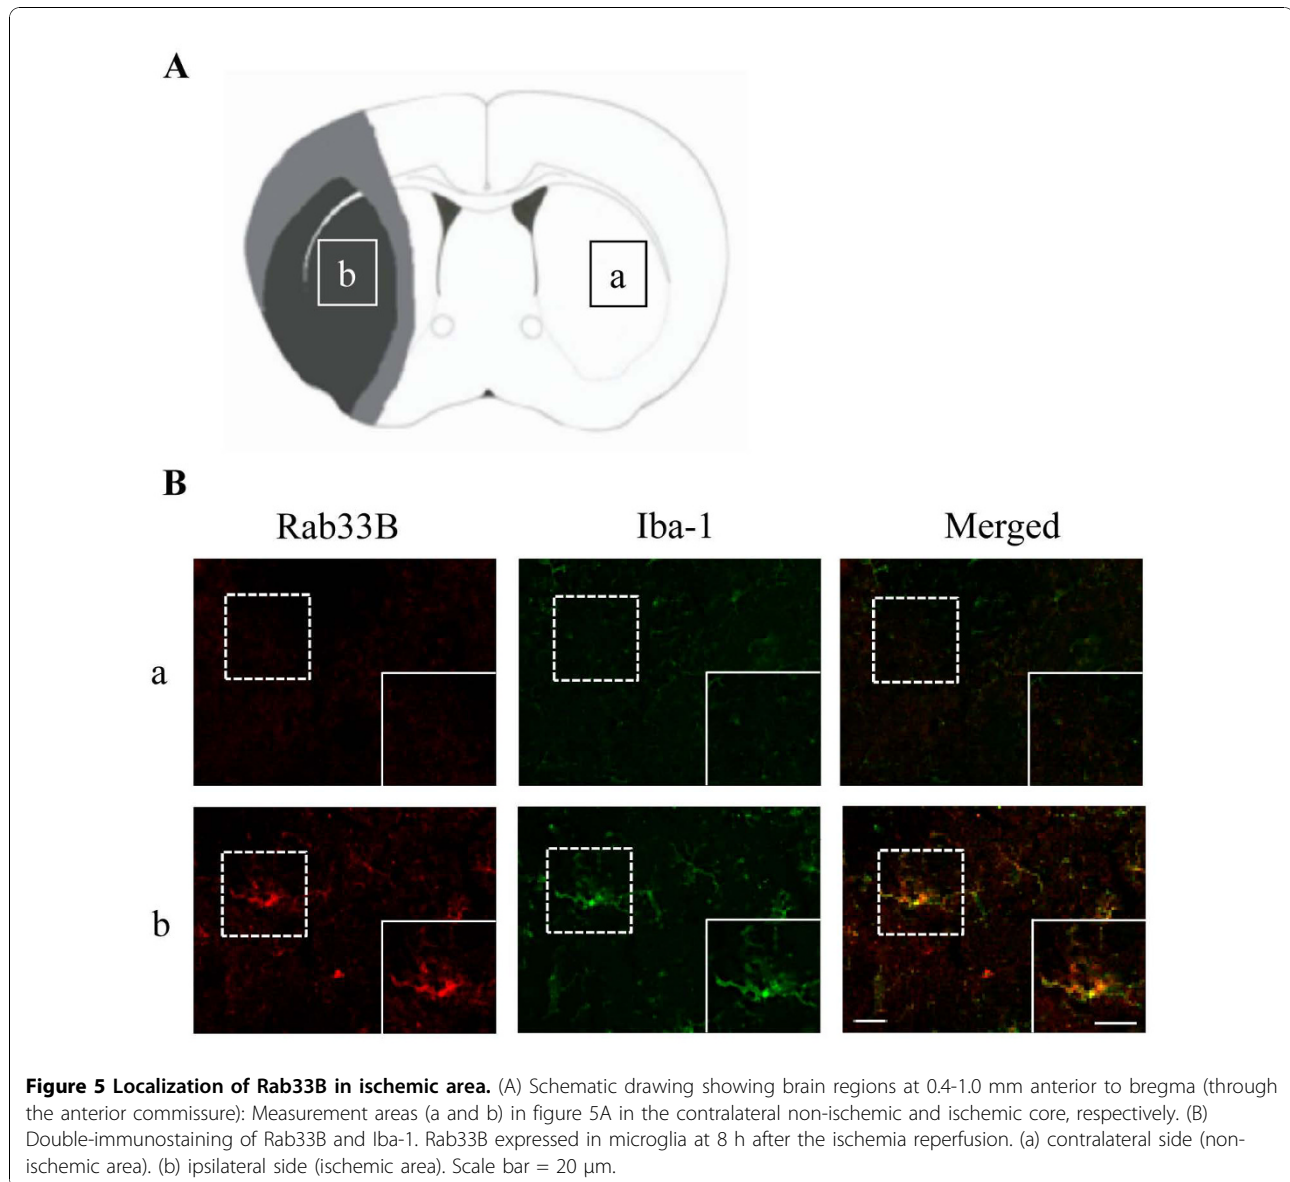 A
b
a
B
Rab33B Iba-1 Merged
a
b
Figure 5 Localization of Rab33B in ischemic area. (A) Schematic drawing showing brain regions at 0.4-1.0 mm anterior to bregma (through
the anterior commissure): Measurement areas (a and b) in figure 5A in the contralateral non-ischemic and ischemic core, respectively. (B)
Double-immunostaining of Rab33B and Iba-1. Rab33B expressed in microglia at 8 h after the ischemia reperfusion. (a) contralateral side (non-
ischemic area). (b) ipsilateral side (ischemic area). Scale bar = 20 μm.